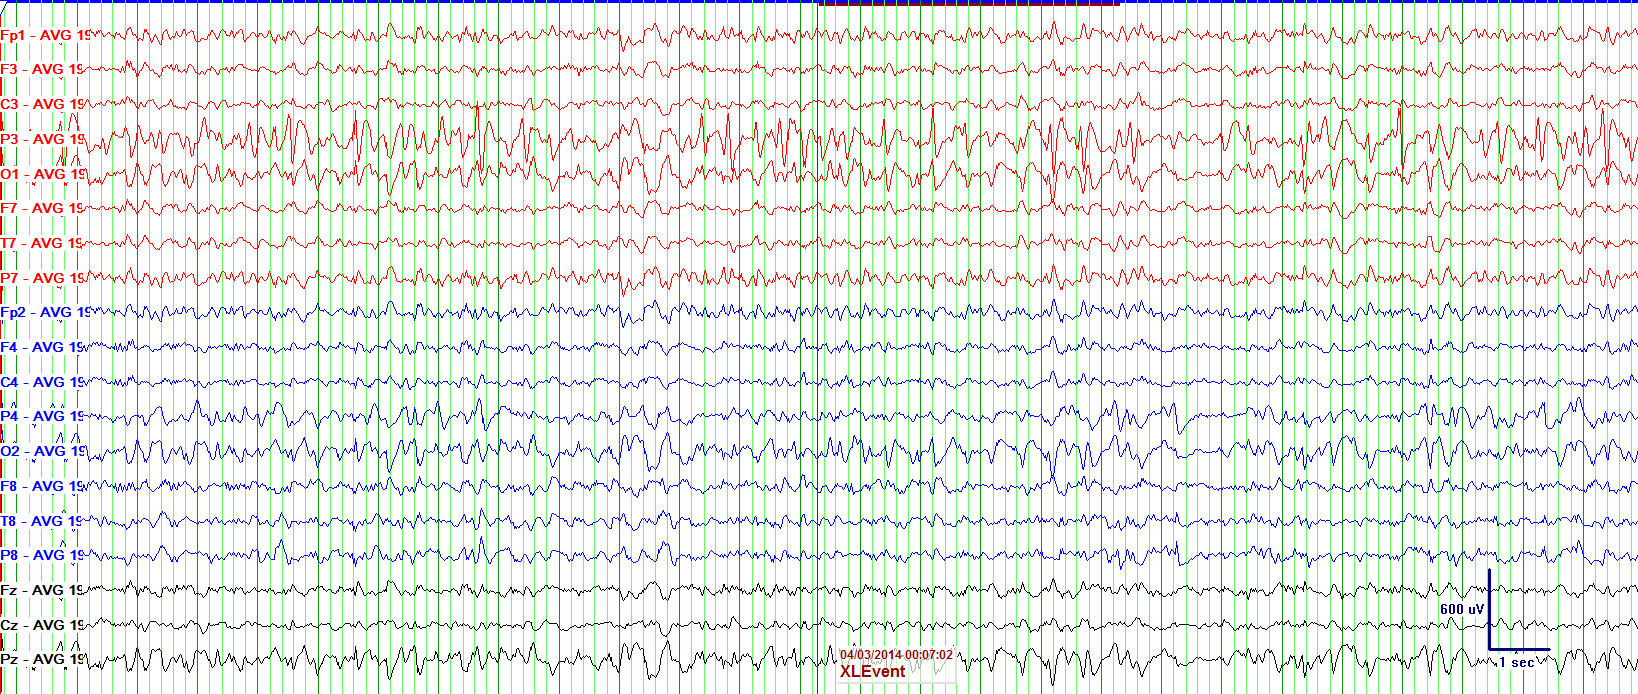 Fp1 - AVG 19
F3 - AVG 19
C3 - AVG 19
P3 - AVG 19
O1 - AVG 19
F7 - AVG 19
T7 - AVG 19
P7 - AVG 19
Fp2 - AVG 19
F4 - AVG 19
C4 - AVG 19
P4 - AVG 19
O2 - AVG 19
F8 - AVG 19
T8 - AVG 19
P8 - AVG 19
Fz - AVG 19
600 uV
Cz - AVG 19
04/03/2014 00:07:02
Pz - AVG 19
1 sec
XLEvent